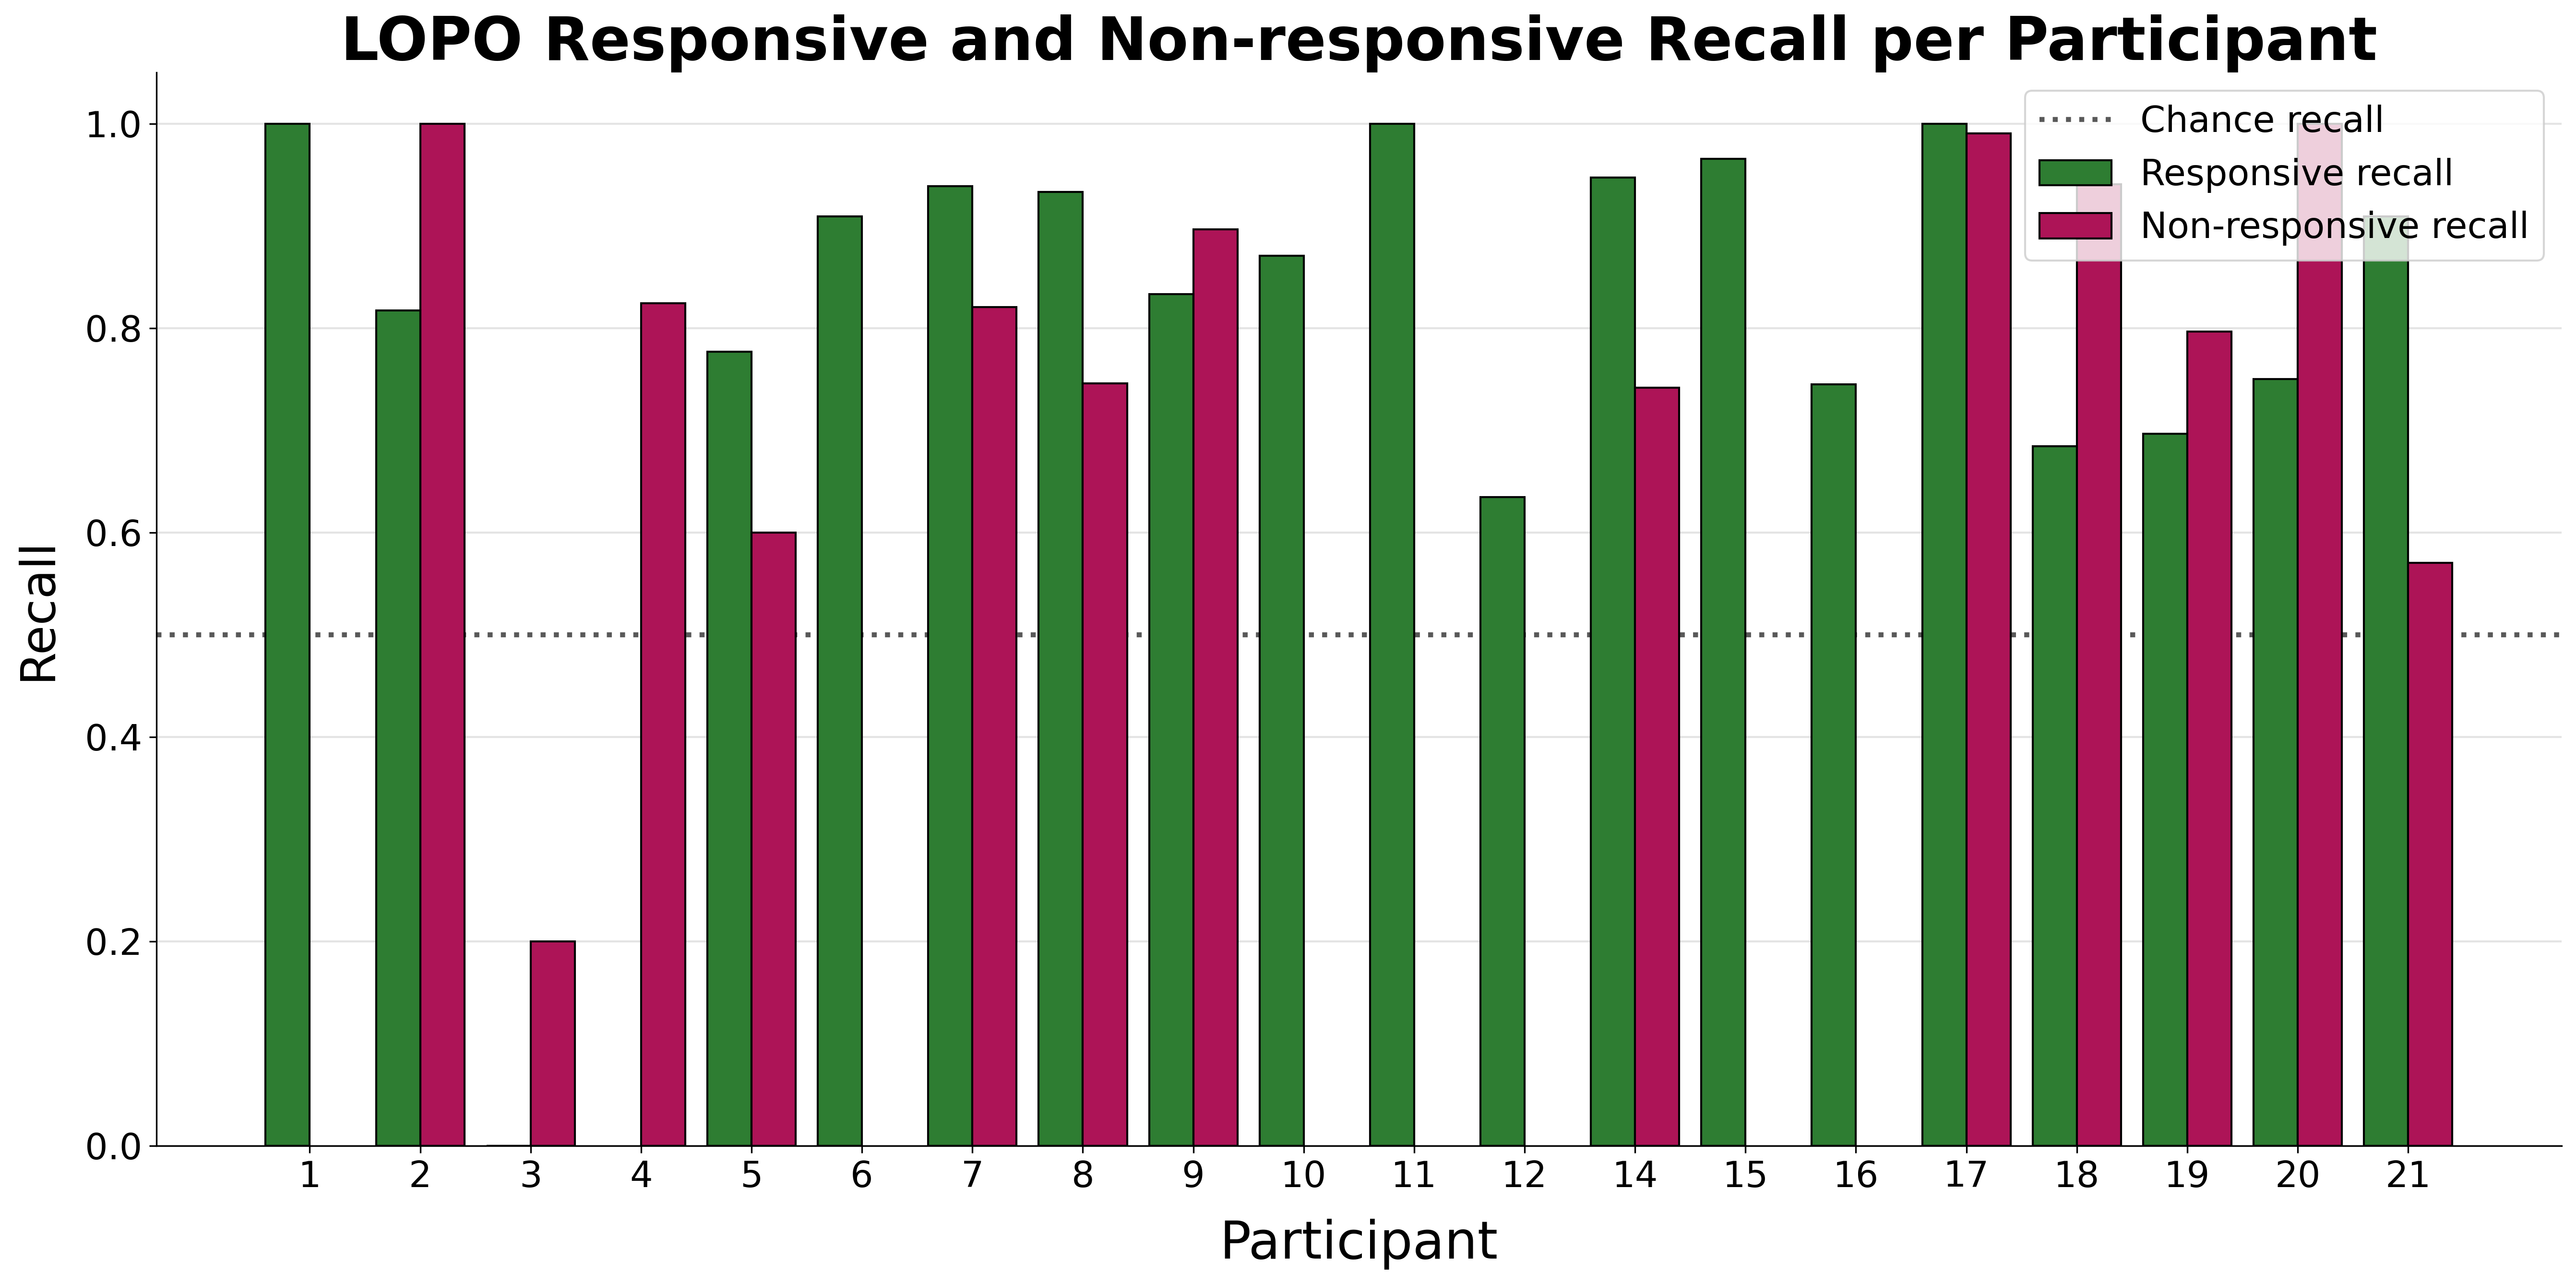 LOPO Responsive and Non-responsive Recall per Participant
Chance recall
Responsive recall
Non-responsive recall
Recall
1.0
0.8
0.6
0.4
0.2
0.0
1 2 3 4 5 6 7 8 9 10 11 12 14 15 16 17 18 19 20 21
Participant